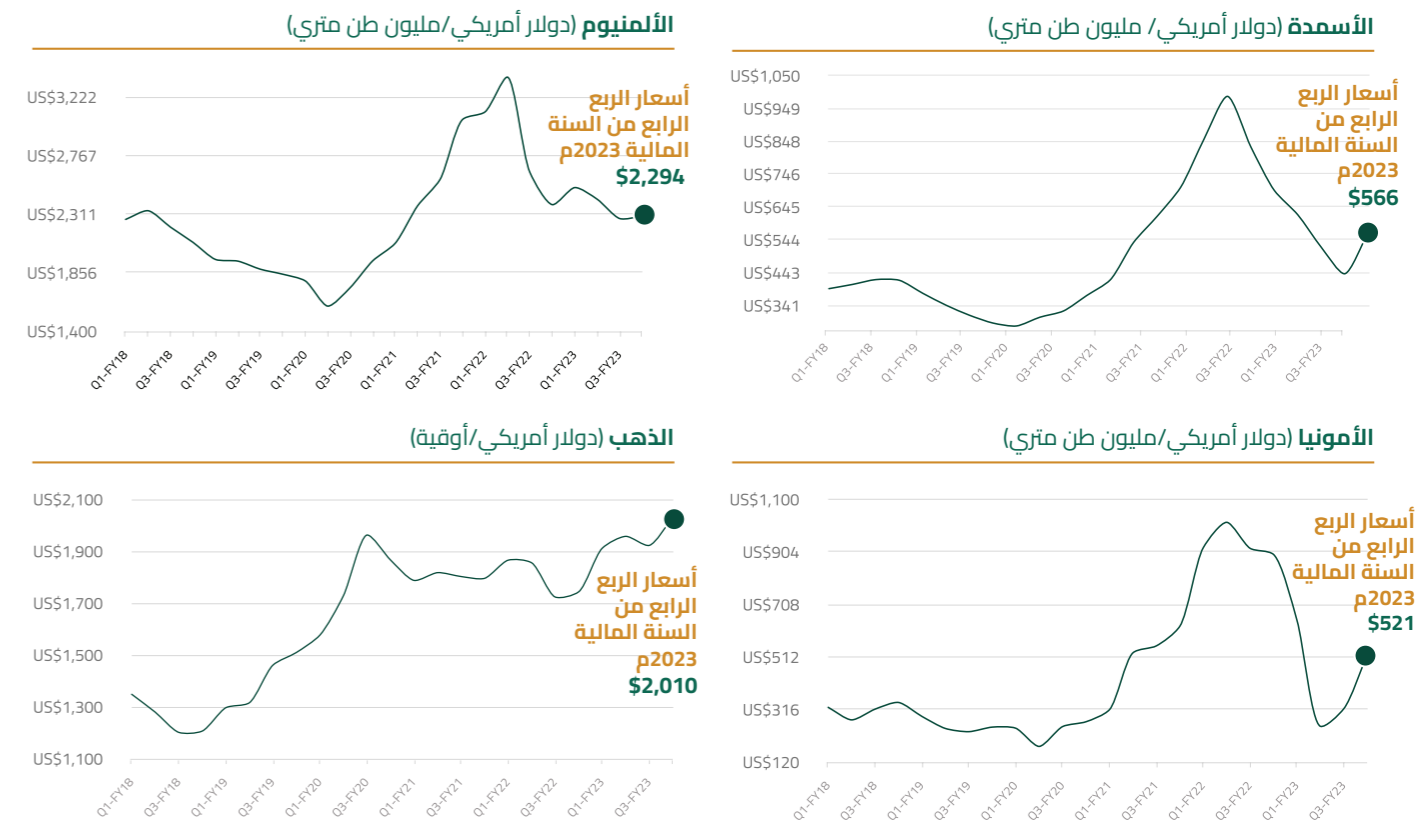 الأسمدة (دولار أمريكي/ مليون طن متري)
US$1,050
US$949
US$848
US$746
US$645
US$544
US$443
US$341
أسعار الربع
الرابع من
السنة المالية
2023م
$566
Q1-FY18
Q3-FY18
Q1-FY19
Q3-FY19
Q1-FY20
Q3-FY20
Q1-FY21
Q3-FY21
Q1-FY22
Q3-FY22
Q1-FY23
Q3-FY23
الألمنيوم (دولار أمريكي/مليون طن متري)
US$3,222
US$2,767
US$2,311
US$1,856
US$1,400
أسعار الربع
الرابع من السنة
المالية 2023م
$2,294
Q1-FY18
Q3-FY18
Q1-FY19
Q3-FY19
Q1-FY20
Q3-FY20
Q1-FY21
Q3-FY21
Q1-FY22
Q3-FY22
Q1-FY23
Q3-FY23
الأمونيا (دولار أمريكي/مليون طن متري)
US$1,100
US$904
US$708
US$512
US$316
US$120
أسعار الربع
الرابع من
السنة المالية
2023م
$521
Q1-FY18
Q3-FY18
Q1-FY19
Q3-FY19
Q1-FY20
Q3-FY20
Q1-FY21
Q3-FY21
Q1-FY22
Q3-FY22
Q1-FY23
Q3-FY23
الذهب (دولار أمريكي/أوقية)
US$2,100
US$1,900
US$1,700
US$1,500
US$1,300
US$1,100
أسعار الربع
الرابع من
السنة المالية
2023م
$2,010
Q1-FY18
Q3-FY18
Q1-FY19
Q3-FY19
Q1-FY20
Q3-FY20
Q1-FY21
Q3-FY21
Q1-FY22
Q3-FY22
Q1-FY23
Q3-FY23